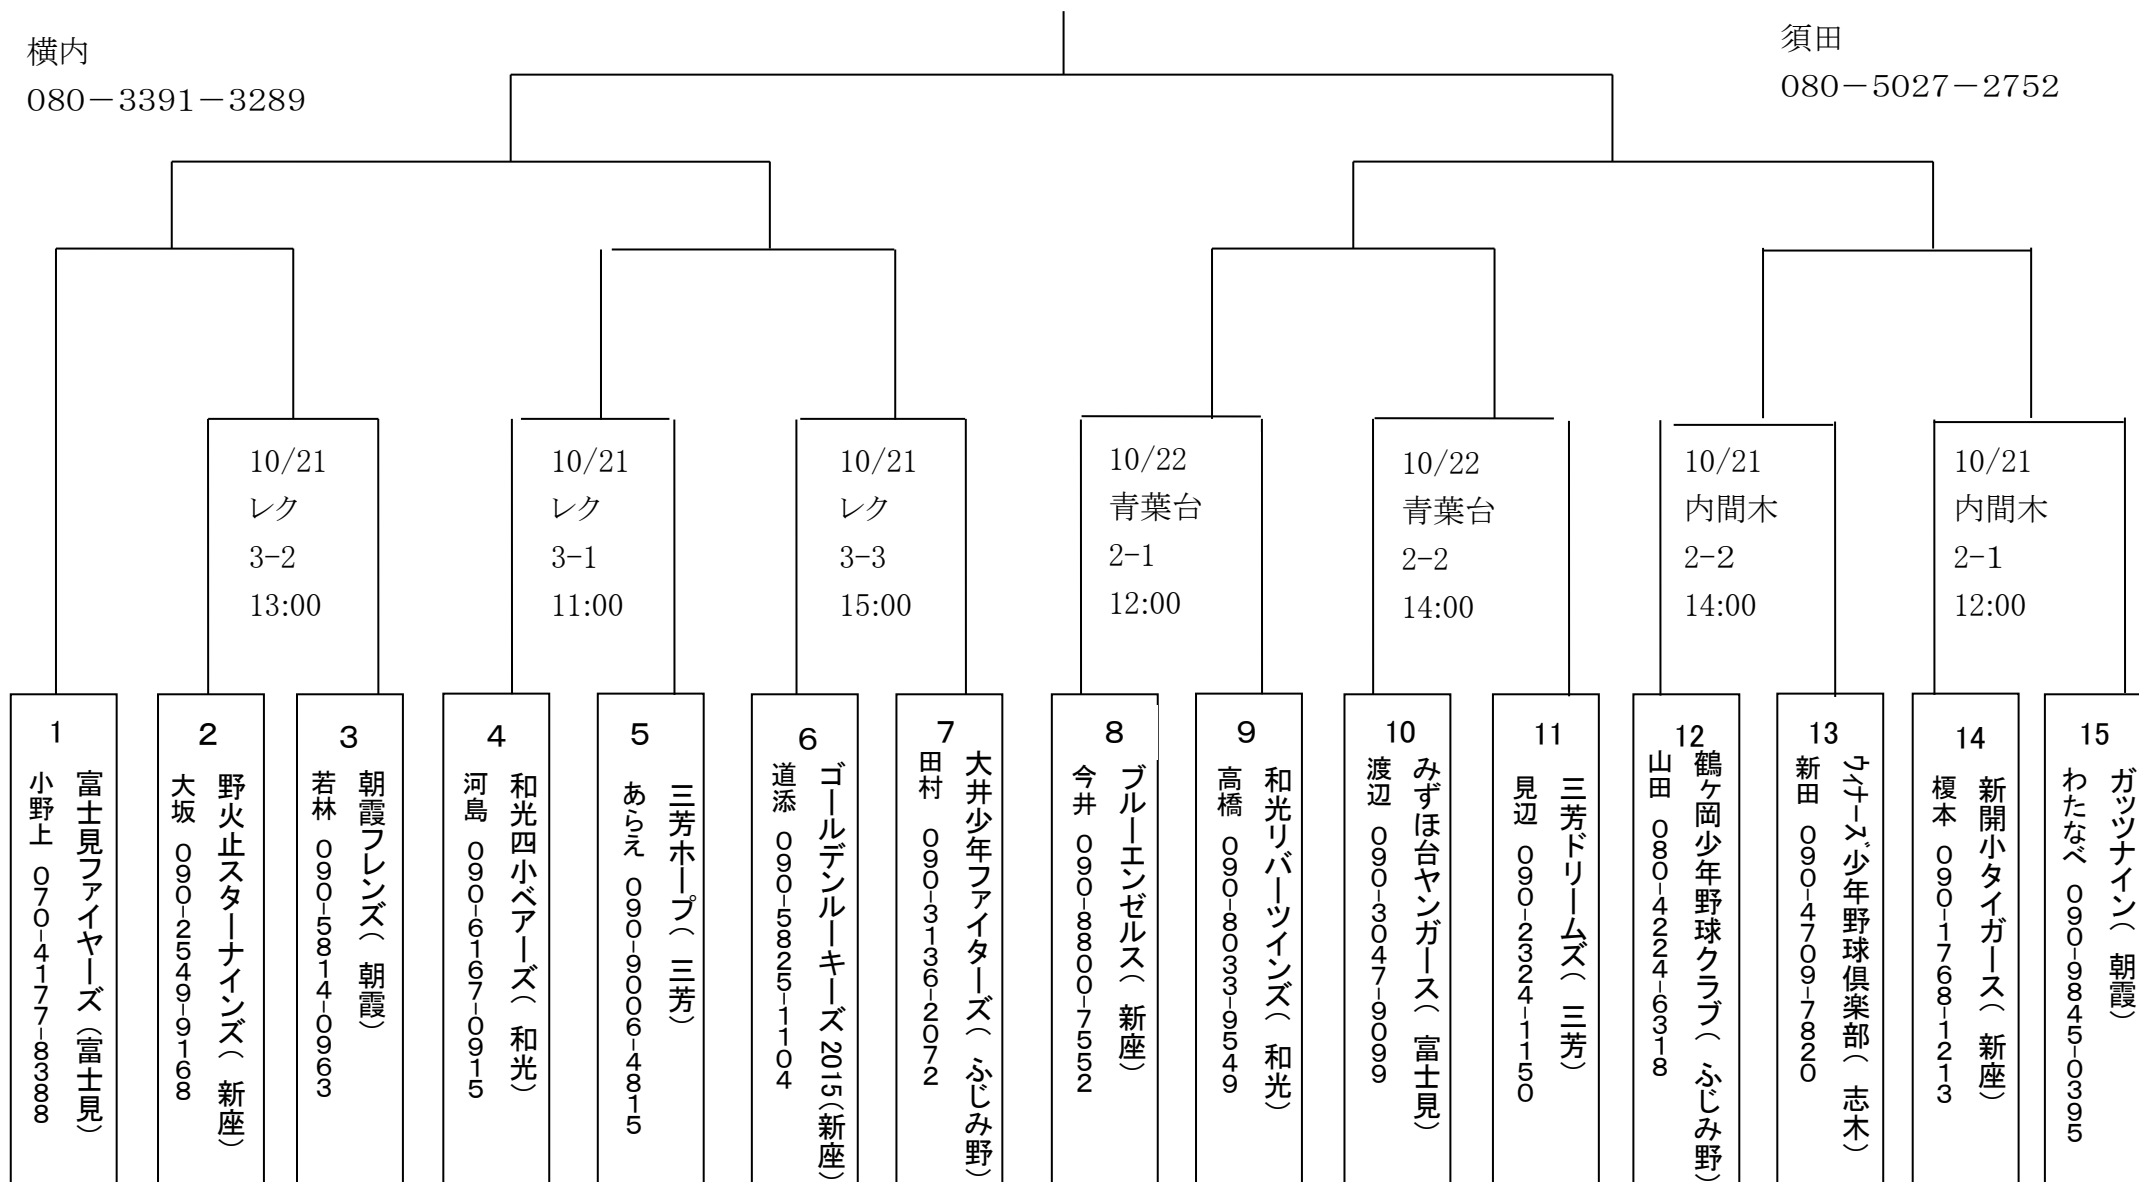 横内
080－3391－3289
須田
080－5027－2752
10/21
レク
3-2
13:00
10/21
レク
3-1
11:00
10/21
レク
3-3
15:00
10/22
青葉台
2-1
12:00
10/22
青葉台
2-2
14:00
10/21
内間木
2-2
14:00
10/21
内間木
2-1
12:00
1
富士見ファイヤーズ（富士見）
小野上 070-4177-8388
2
野火止スターナインズ（ 新座）
大坂 090-2549-9168
3
朝霞フレンズ（ 朝霞）
若林 090-5814-0963
4
和光四小ベアーズ（ 和光）
河島 090-6167-0915
5
三芳ホープ（ 三芳）
あらえ 090-9006-4815
6
ゴールデンルーキーズ 2015（新座）
道添 090-5825-1104
7
大井少年ファイターズ（ ふじみ野）
田村 090-3136-2072
8
ブルーエンゼルス（ 新座）
今井 090-8800-7552
9
和光リバーツインズ（ 和光）
高橋 090-8033-9549
10
みずほ台ヤンガース（ 富士見）
渡辺 090-3047-9099
11
三芳ドリームズ（ 三芳）
見辺 090-2324-1150
12
鶴ヶ岡少年野球クラブ（ ふじみ野）
山田 080-4224-6318
13
ヴィナーズ少年野球倶楽部（ 志木）
新田 090-4709-7820
14
新開小タイガース（ 新座）
榎本 090-1768-1213
15
ガッツナイン（ 朝霞）
わたなべ 090-9845-0395